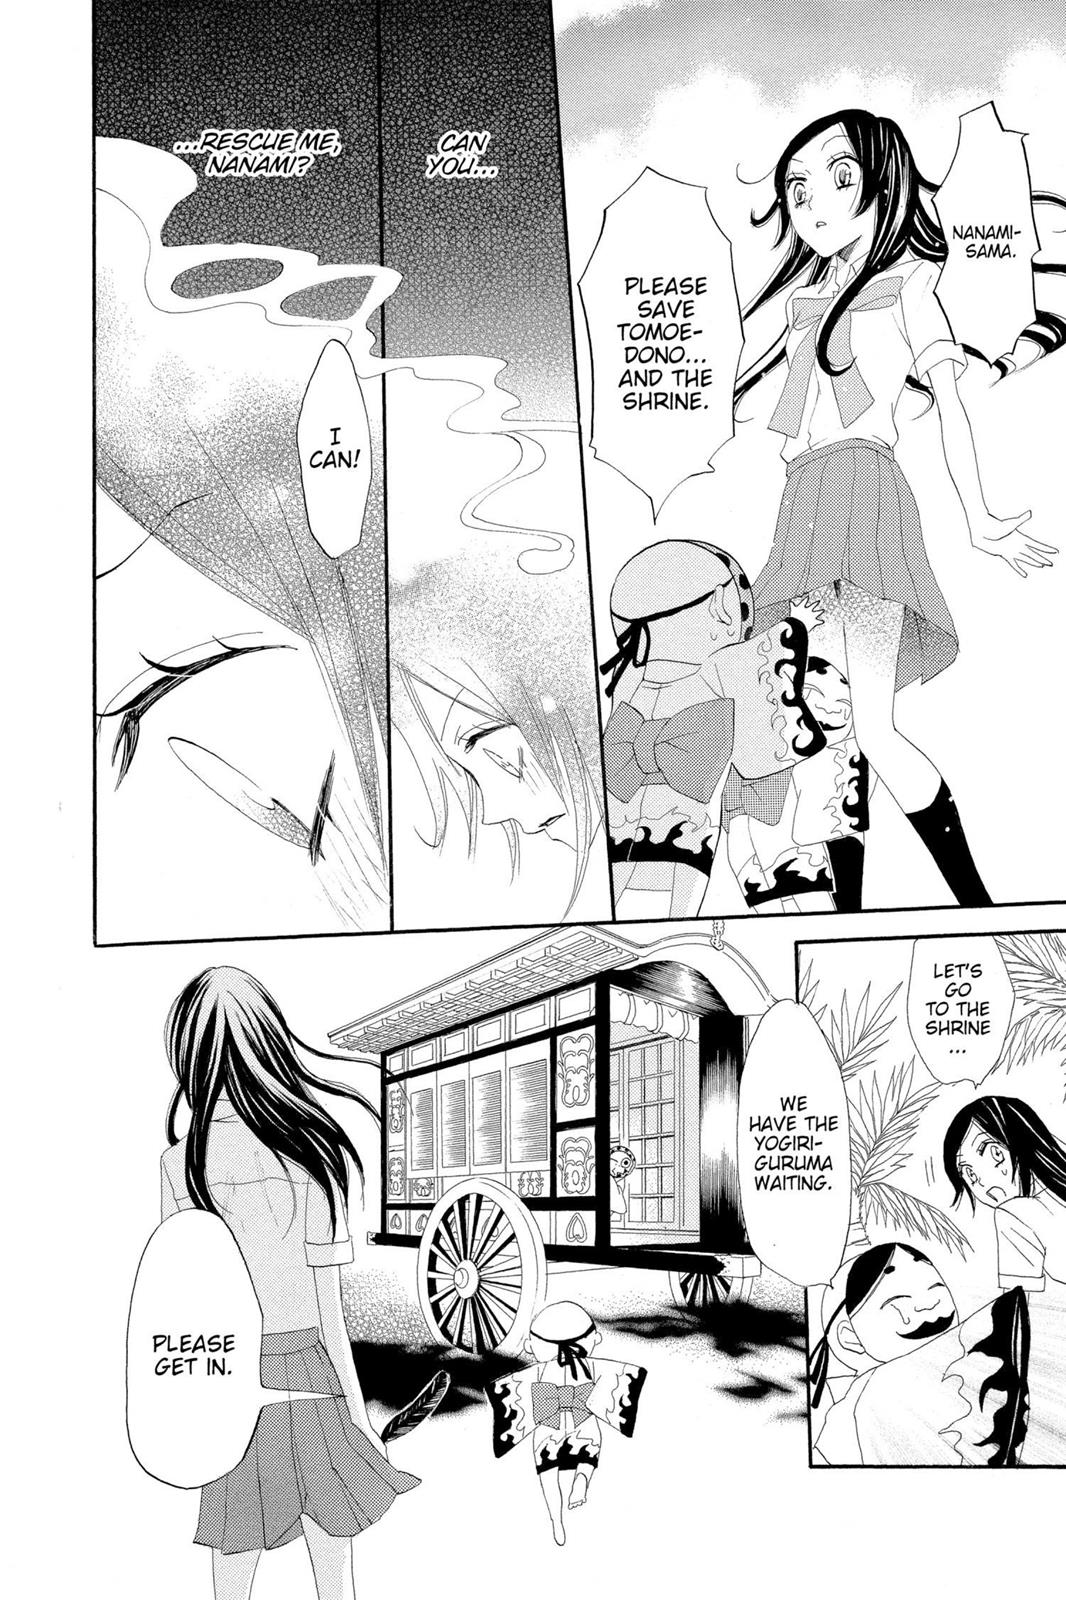 NANAMI-
SAMA.
PLEASE
SAVE
TOMOE-
DONO...
AND THE
SHRINE.
CAN
YOU...
...RESCUE ME,
NANAMI?
I
CAN!
LET'S
GO
TO THE
SHRINE
...
WE
HAVE THE
YOGIRI-
GURUMA
WAITING.
PLEASE
GET IN.